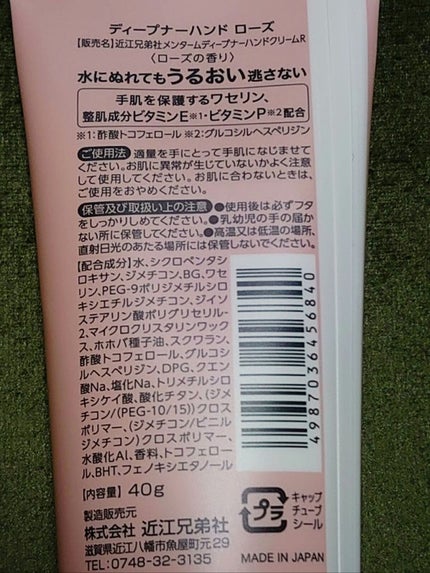 ディープナーハンド ローズ
【販売名】近江兄弟社メンタームディープナーハンドクリームR
〈ローズの香り〉
水にぬれてもうるおい逃さない
手肌を保護するワセリン、
整肌成分ビタミンE※1・ビタミンP※2配合
※1:酢酸トコフェロール ※2:グルコシルヘスペリジン
ご使用法 適量を手にとって手肌になじませて
ください。お肌に異常が生じていないかよく注意
して使用してください。お肌に合わないときは、
ご使用をおやめください。
保管及び取扱い上の注意 ●使用後は必ずフタ
をしっかりしめてください。●乳幼児の手の届か
ない所に保管してください。●高温又は低温の場所、
直射日光のあたる場所には保管しないでください。
【配合成分】水、シクロペンタシ
ロキサン、ジメチコン、BG、ワセ
リン、PEG-9ポリジメチルシロ
キシエチルジメチコン、ジイソ
ステアリン酸ポリグリセリル-
2、マイクロクリスタリンワック
ス、ホホバ種子油、スクワラン、
酢酸トコフェロール、グルコシ
ルヘスペリジン、DPG、クエン
酸Na、塩化Na、トリメチルシロ
キシケイ酸、酸化チタン、(ジメ
チコン/(PEG-10/15))クロス
ポリマー、(ジメチコン/ビニル
ジメチコン)クロスポリマー、
水酸化Al、香料、トコフェロー
ル、BHT、フェノキシエタノール
4987036456840
【内容量】40g
製造販売元
株式会社 近江兄弟社
滋賀県近江八幡市魚屋町元29
TEL:0748-32-3135
プラ
キャップ
チューブ
シール
MADE IN JAPAN